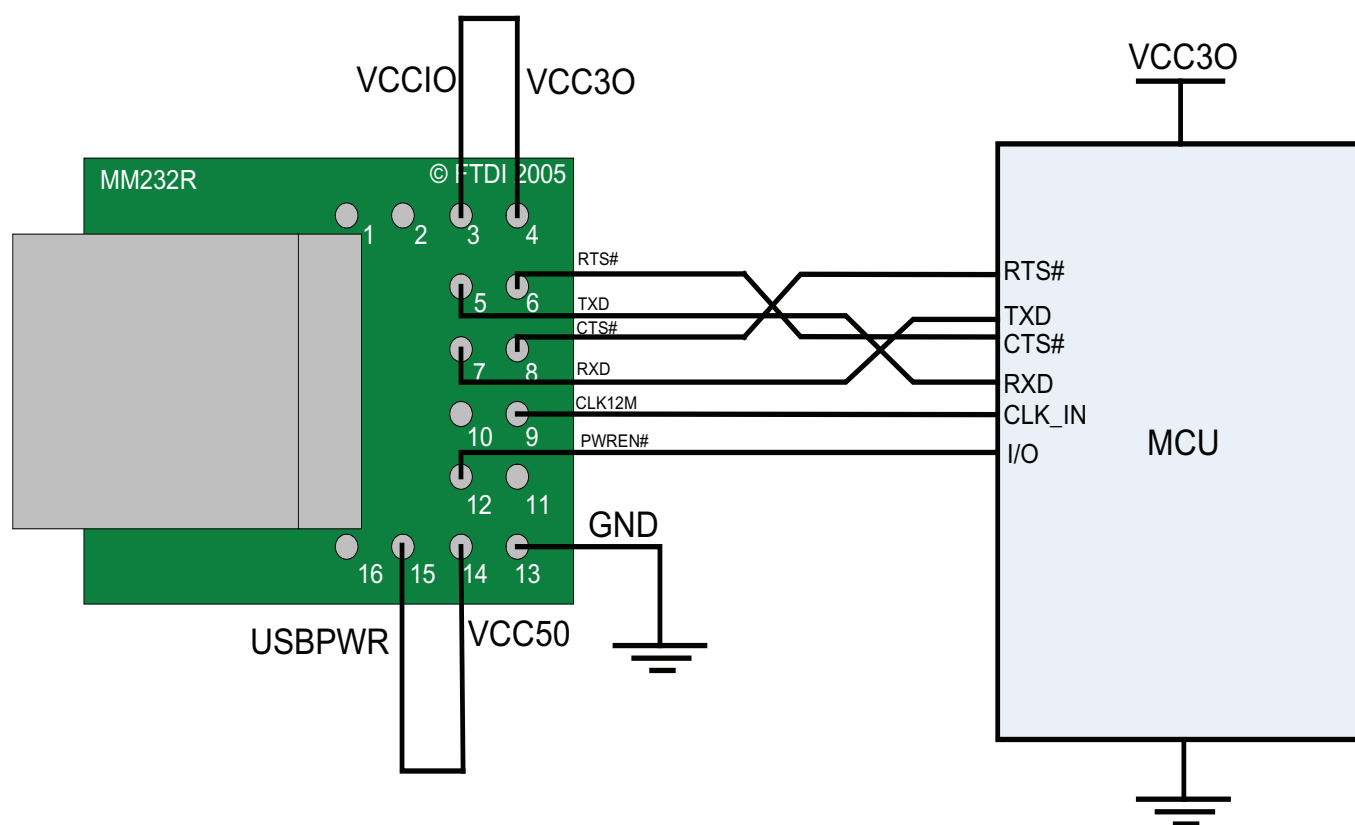 VCC3O
VCCIO
VCC3O
MM232R
© FTDI 2005
1
2
3
4
RTS#
RTS#
5
6
TXD
TXD
CTS#
CTS#
7
8
RXD
RXD
CLK12M
CLK_IN
10
9
PWREN#
I/O
MCU
12
11
GND
16
15
14
13
USBPWR
VCC50